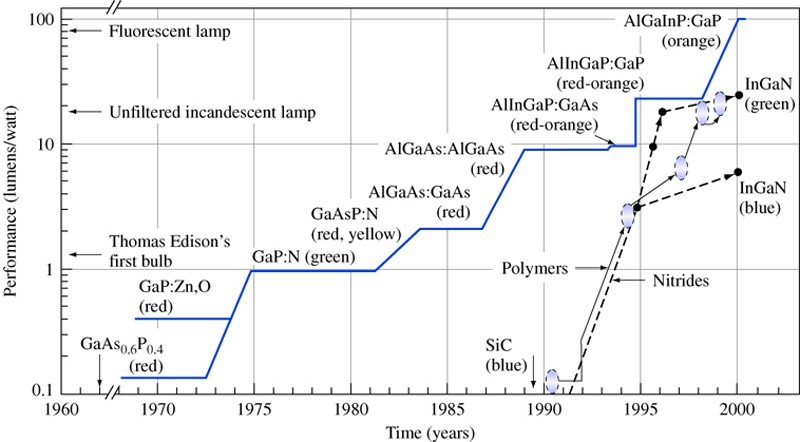 100
Fluorescent lamp
AlGaInP:GaP
(orange)
AlInGaP:GaP
(red-orange)
InGaN
(green)
Unfiltered incandescent lamp
AlInGaP:GaAs
(red-orange)
10
AlGaAs:AlGaAs
(red)
AlGaAs:GaAs
(red)
InGaN
(blue)
GaAsP:N
(red, yellow)
Thomas Edison's
first bulb
GaP:N (green)
1
Polymers
Nitrides
GaP:Zn,O
(red)
GaAs0.6P0.4
(red)
SiC
(blue)
0.1
Performance (lumens/watt)
1960 1970 1975 1980 1985 1990 1995 2000
Time (years)